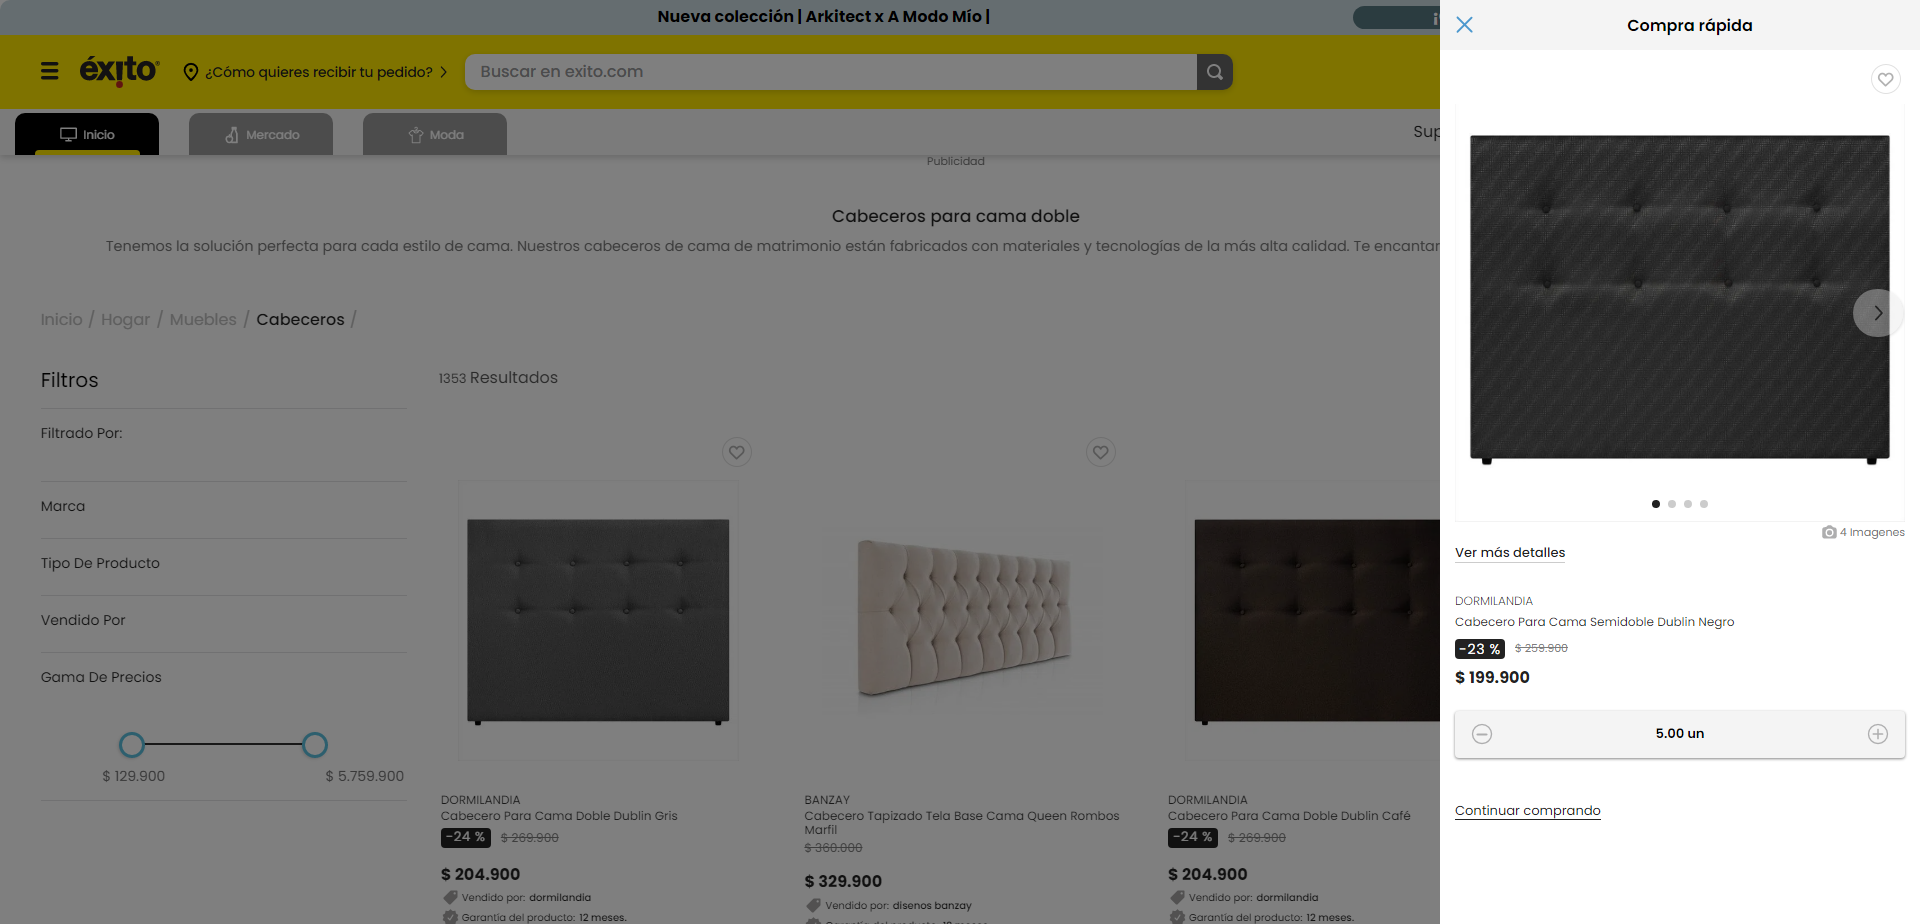 Nueva colección | Arkitect x A Modo Mío |
éxito
¿Cómo quieres recibir tu pedido?
Buscar en exito.com
Inicio
Mercado
Moda
Publicidad
Cabeceros para cama doble
Tenemos la solución perfecta para cada estilo de cama. Nuestros cabeceros de cama de matrimonio están fabricados con materiales y tecnologías de la más alta calidad. Te
Inicio / Hogar / Muebles / Cabeceros /
Filtros
Filtrado Por:
Marca
Tipo De Producto
Vendido Por
Gama De Precios
$ 129.900
$ 5.759.900
1353 Resultados
DORMILANDIA
Cabecero Para Cama Doble Dublin Gris
-24 % $ 269.900
$ 204.900
Vendido por: dormilandia
Garantía del producto: 12 meses.
BANZAY
Cabecero Tapizado Tela Base Cama Queen Rombos
Marfil
$ 360.000
$ 329.900
Vendido por: disenos banzay
DORMILANDIA
Cabecero Para Cama Doble Dublin Café
-24 % $ 269.900
$ 204.900
Vendido por: dormilandia
Garantía del producto: 12 meses.
Compra rápida
4 Imagenes
Ver más detalles
DORMILANDIA
Cabecero Para Cama Semidoble Dublin Negro
-23 % $ 259.900
$ 199.900
5.00 un
Continuar comprando